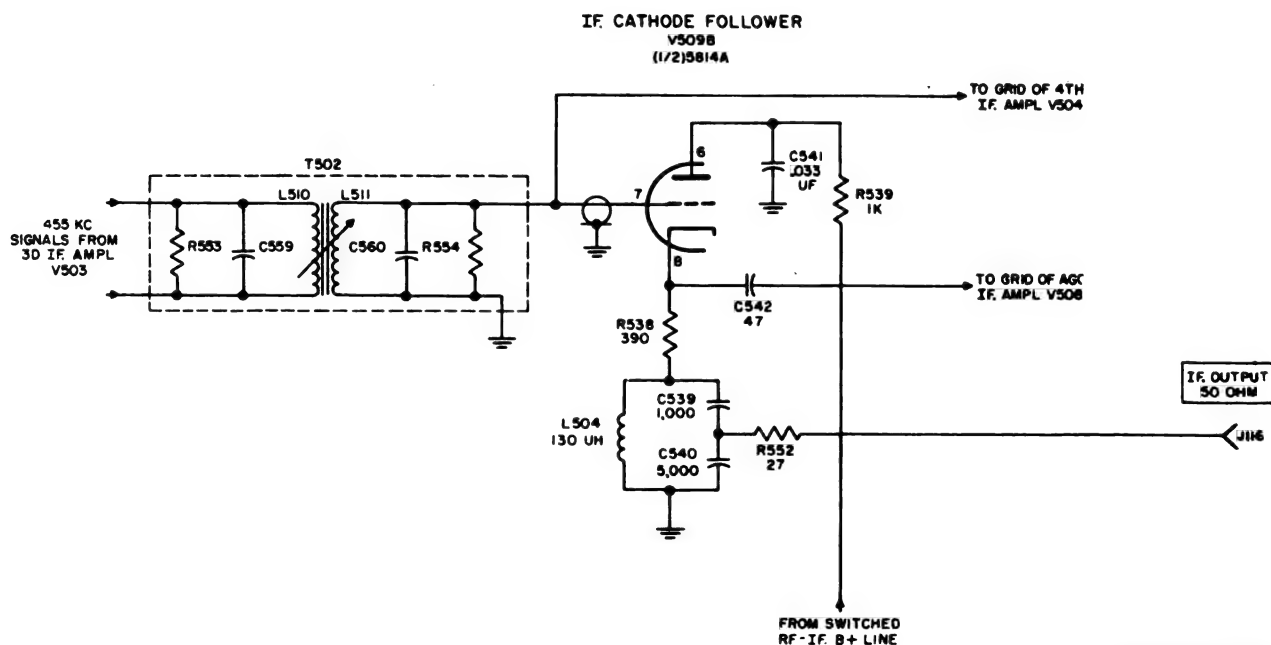 IF. CATHODE FOLLOWER
V509B
(1/2)5814A
TO GRID OF 4TH
IF. AMPL V504
6
C541
.033
UF
T502
R539
1K
L510
L511
7
455 KC
SIGNALS FROM
3D IF. AMPL
V503
R553
C559
C560
R554
8
TO GRID OF AGC
IF. AMPL V508
C542
47
R538
390
IF. OUTPUT
50 OHM
C539
1,000
L504
130 UH
J116
R552
27
C540
5,000
FROM SWITCHED
RF-IF. B+ LINE